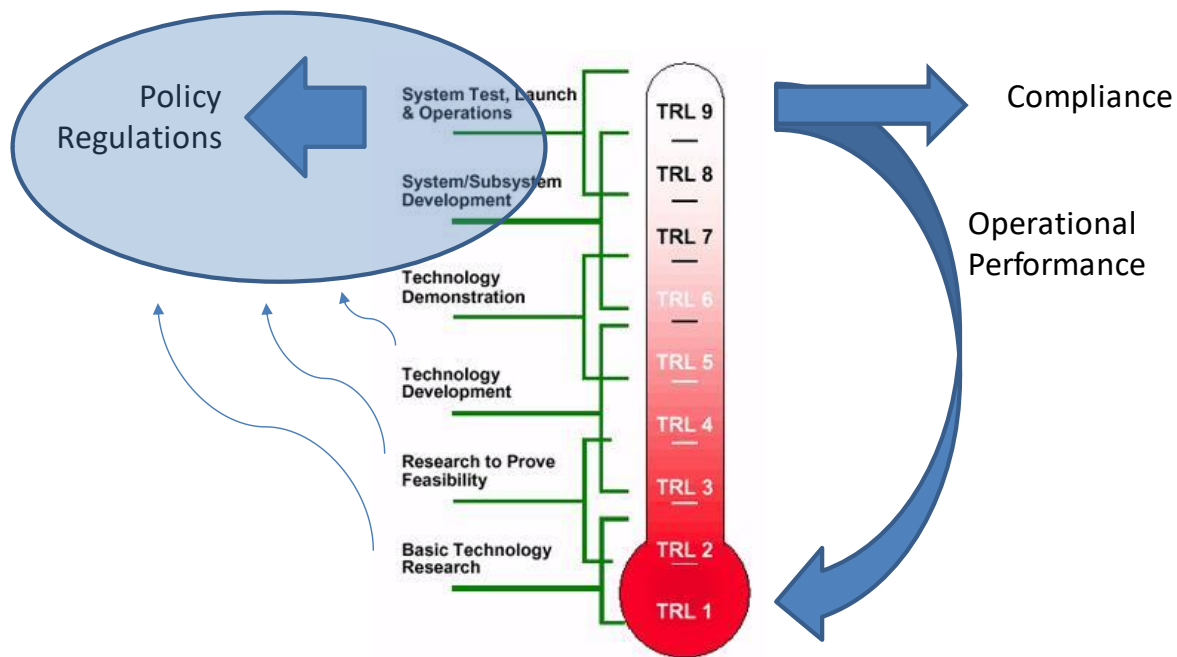 Policy
Regulations
System Test, Launch
& Operations
System/Subsystem
Development
Technology
Demonstration
Technology
Development
Research to Prove
Feasibility
Basic Technology
Research
TRL 9
TRL 8
TRL 7
TRL 6
TRL 5
TRL 4
TRL 3
TRL 2
TRL 1
Compliance
Operational
Performance